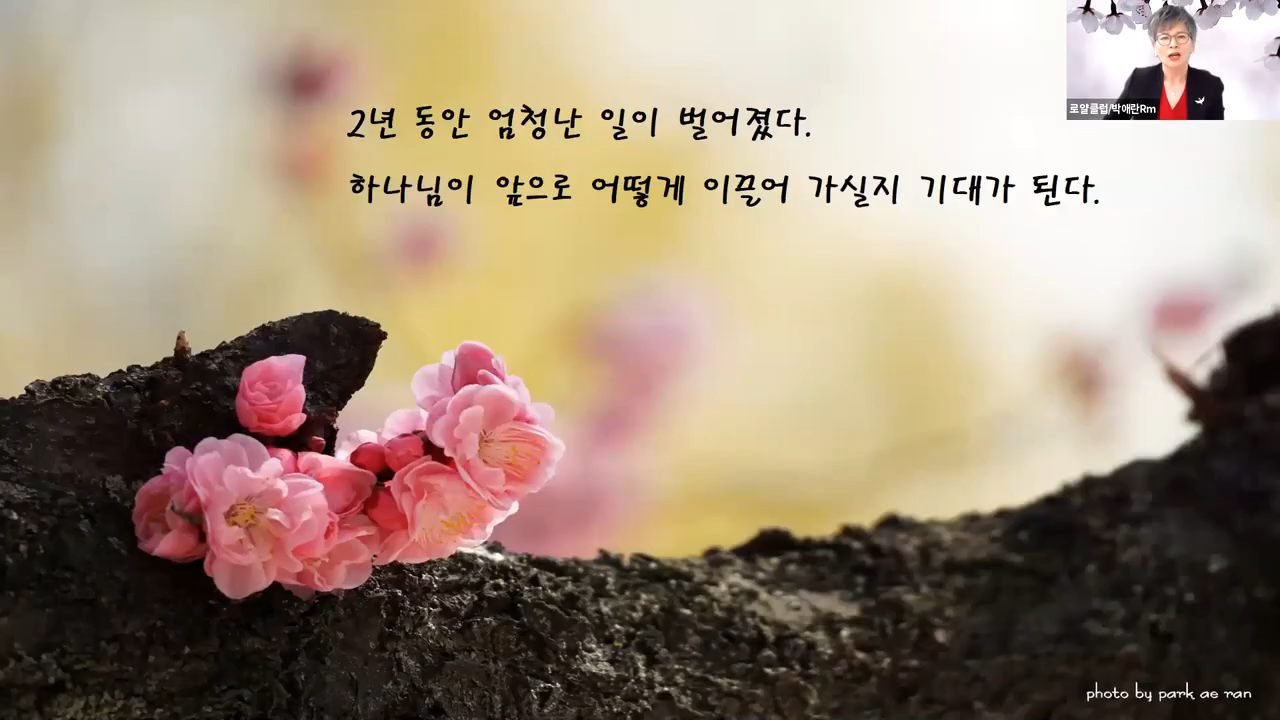 로얄클럽/박애란Rm
2년 동안 엄청난 일이 벌어졌다.
하나님이 앞으로 어떻게 이끌어 가실지 기대가 된다.
photo by park ae ran